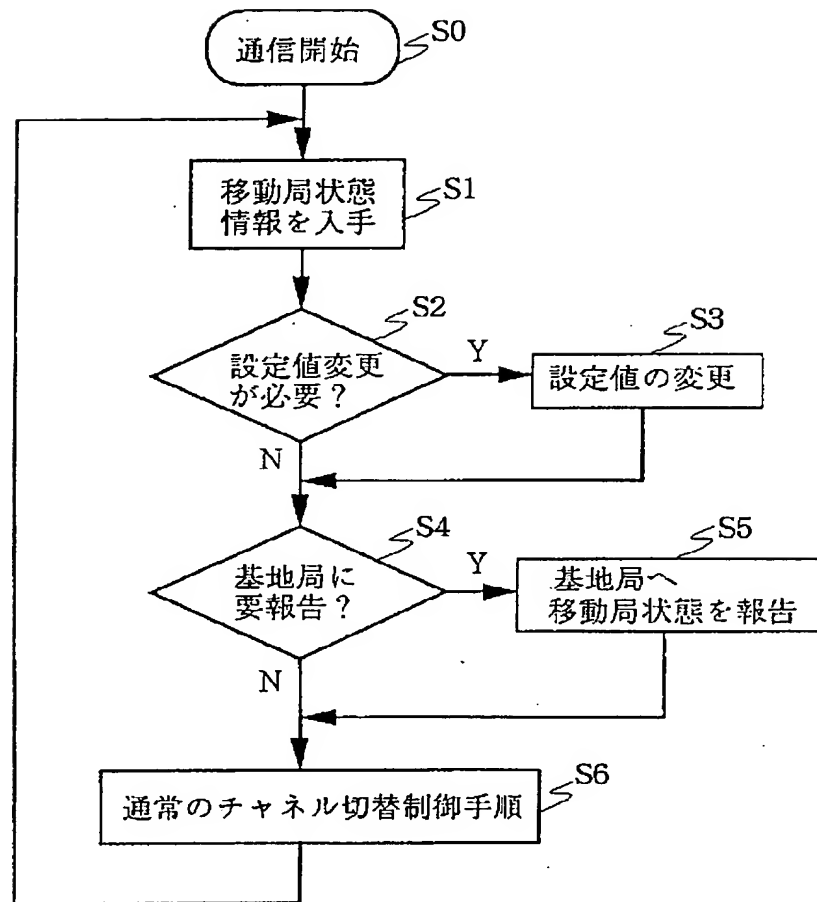 通信開始
S0
移動局状態
情報を入手
S1
設定値変更
が必要？
S2
Y
設定値の変更
S3
N
基地局に
要報告？
S4
Y
基地局へ
移動局状態を報告
S5
N
通常のチャネル切替制御手順
S6